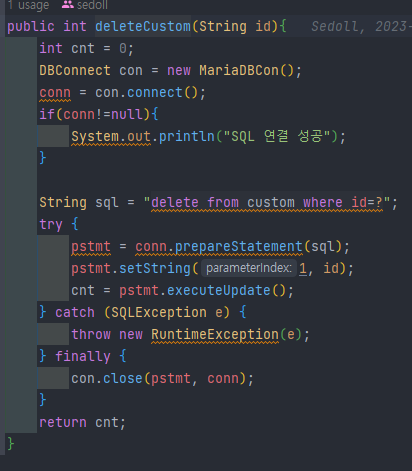 1 usage sedoll
public int deleteCustom(String id){ Sedoll, 2023-
int cnt = 0;
DBConnect con = new MariaDBCon();
conn = con.connect();
if(conn!=null){
System.out.println("SQL 연결 성공");
}
String sql = "delete from custom where id=?";
try {
pstmt = conn.prepareStatement(sql);
pstmt.setString( parameterIndex: 1, id);
cnt = pstmt.executeUpdate();
} catch (SQLException e) {
throw new RuntimeException(e);
} finally {
con.close(pstmt, conn);
}
return cnt;
}